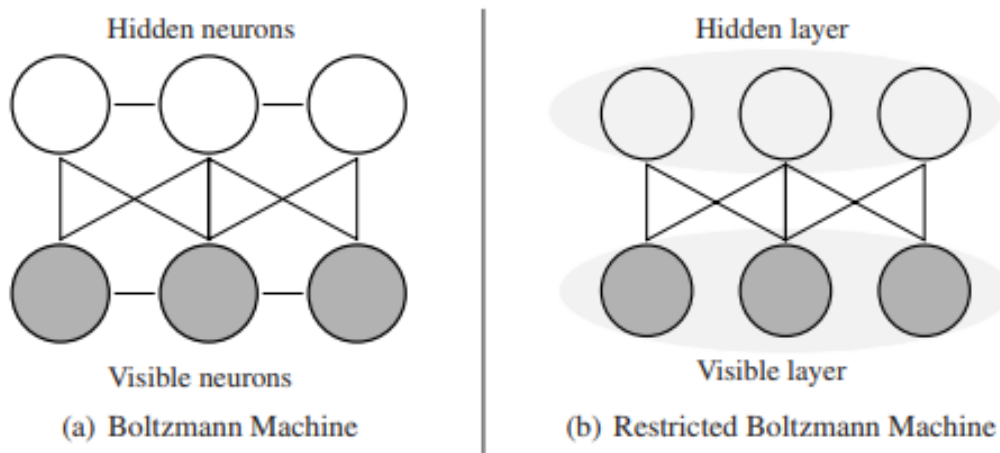 Hidden neurons
Visible neurons
(a) Boltzmann Machine
Hidden layer
Visible layer
(b) Restricted Boltzmann Machine